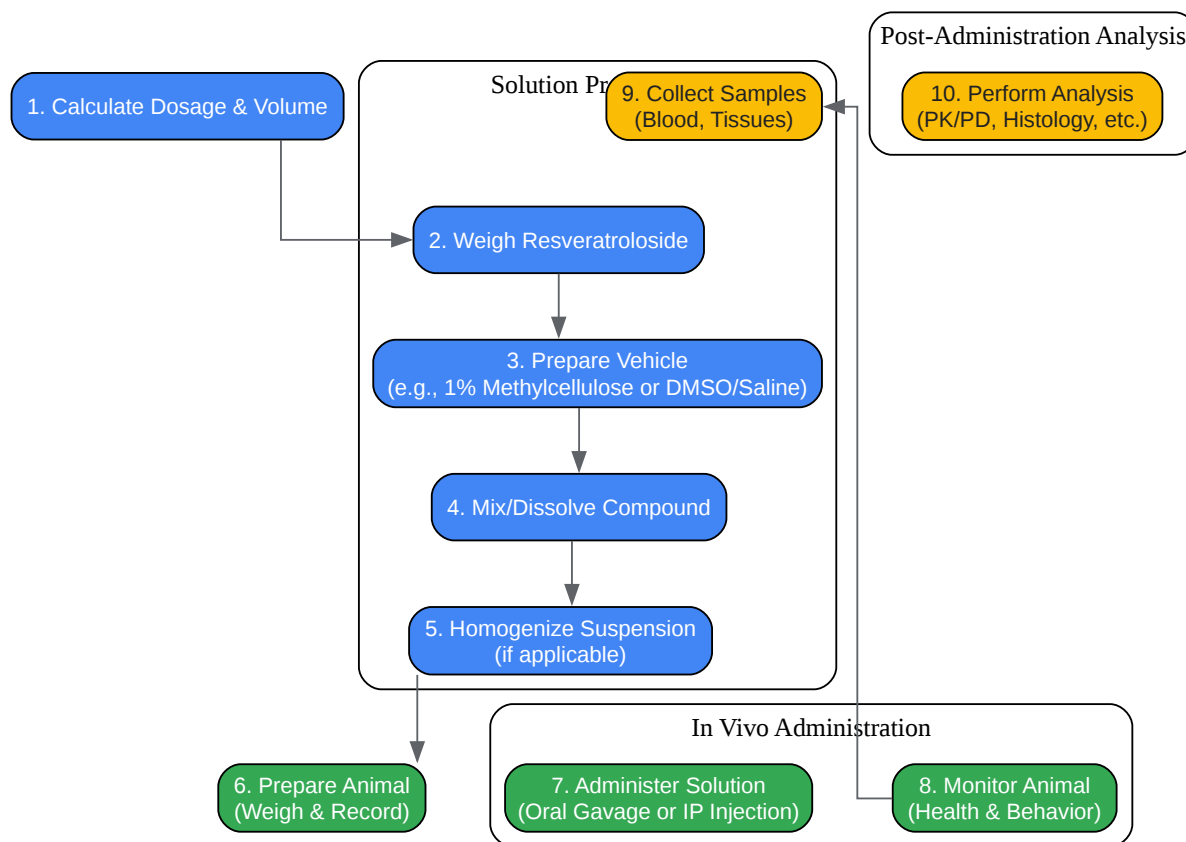 Post-Administration Analysis
1. Calculate Dosage & Volume
Solution Pr
9. Collect Samples
(Blood, Tissues)
10. Perform Analysis
(PK/PD, Histology, etc.)
2. Weigh Resveratroloside
3. Prepare Vehicle
(e.g., 1% Methylcellulose or DMSO/Saline)
4. Mix/Dissolve Compound
5. Homogenize Suspension
(if applicable)
In Vivo Administration
6. Prepare Animal
(Weigh & Record)
7. Administer Solution
(Oral Gavage or IP Injection)
8. Monitor Animal
(Health & Behavior)